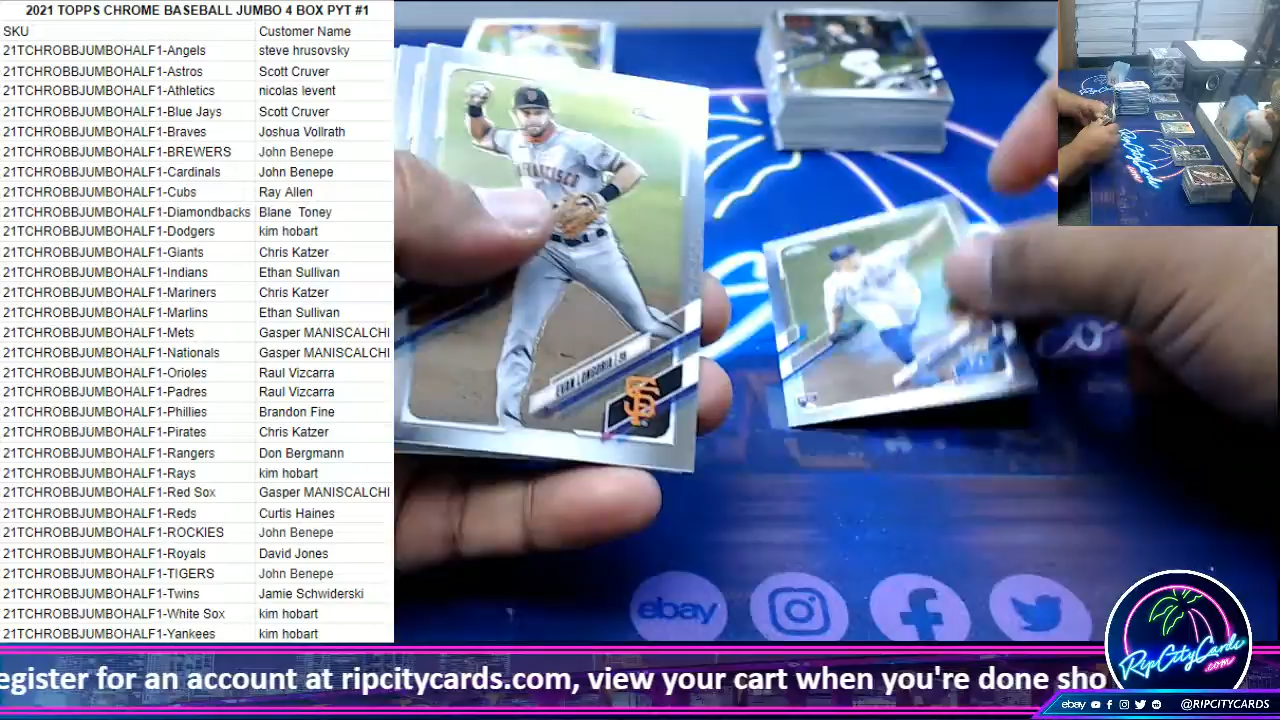 2021 TOPPS CHROME BASEBALL JUMBO 4 BOX PYT #1
SKU Customer Name
21TCHROBBJUMBOHALF1-Angels steve hrusovsky
21TCHROBBJUMBOHALF1-Astros Scott Cruver
21TCHROBBJUMBOHALF1-Athletics nicolas levent
21TCHROBBJUMBOHALF1-Blue Jays Scott Cruver
21TCHROBBJUMBOHALF1-Braves Joshua Vollrath
21TCHROBBJUMBOHALF1-BREWERS John Benepe
21TCHROBBJUMBOHALF1-Cardinals John Benepe
21TCHROBBJUMBOHALF1-Cubs Ray Allen
21TCHROBBJUMBOHALF1-Diamondbacks Blane Toney
21TCHROBBJUMBOHALF1-Dodgers kim hobart
21TCHROBBJUMBOHALF1-Giants Chris Katzer
21TCHROBBJUMBOHALF1-Indians Ethan Sullivan
21TCHROBBJUMBOHALF1-Mariners Chris Katzer
21TCHROBBJUMBOHALF1-Marlins Ethan Sullivan
21TCHROBBJUMBOHALF1-Mets Gasper MANISCALCHI
21TCHROBBJUMBOHALF1-Nationals Gasper MANISCALCHI
21TCHROBBJUMBOHALF1-Orioles Raul Vizcarra
21TCHROBBJUMBOHALF1-Padres Raul Vizcarra
21TCHROBBJUMBOHALF1-Phillies Brandon Fine
21TCHROBBJUMBOHALF1-Pirates Chris Katzer
21TCHROBBJUMBOHALF1-Rangers Don Bergmann
21TCHROBBJUMBOHALF1-Rays kim hobart
21TCHROBBJUMBOHALF1-Red Sox Gasper MANISCALCHI
21TCHROBBJUMBOHALF1-Reds Curtis Haines
21TCHROBBJUMBOHALF1-ROCKIES John Benepe
21TCHROBBJUMBOHALF1-Royals David Jones
21TCHROBBJUMBOHALF1-TIGERS John Benepe
21TCHROBBJUMBOHALF1-Twins Jamie Schwiderski
21TCHROBBJUMBOHALF1-White Sox kim hobart
21TCHROBBJUMBOHALF1-Yankees kim hobart
EVAN LONGORIA | 3B
SF
ebay
RipCityCards
.com
egister for an account at ripcitycards.com, view your cart when you're done sho
ebay @RIPCITYCARDS